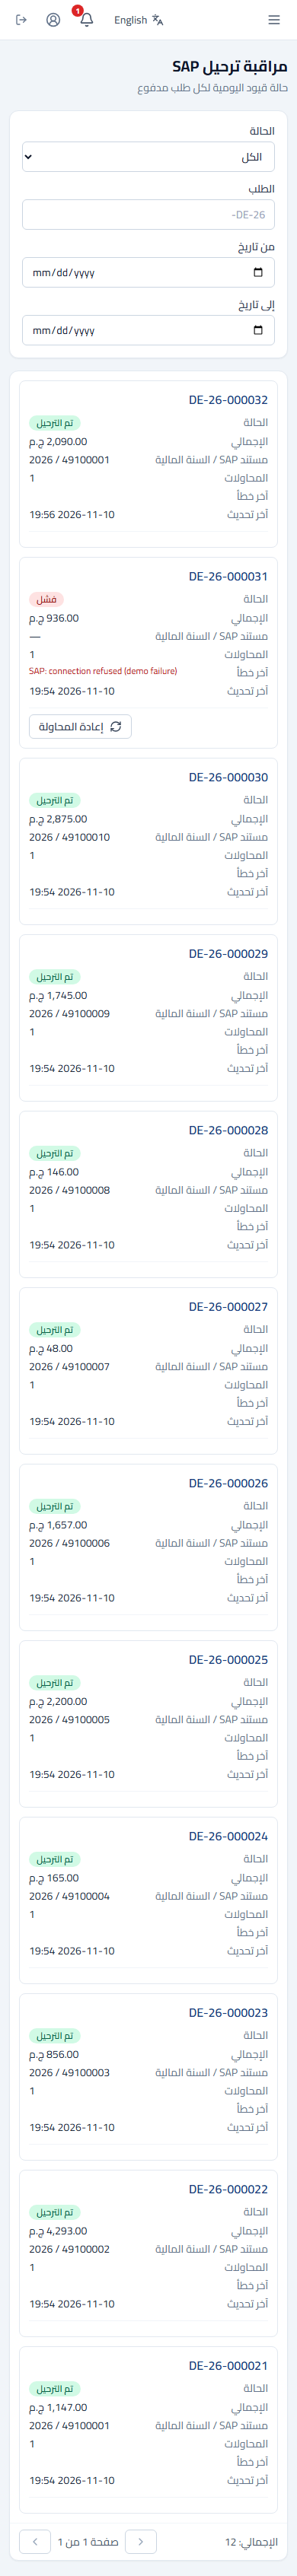 English
1
مراقبة ترحيل SAP
حالة قيود اليومية لكل طلب مدفوع
الحالة
الكل
الطلب
DE-26-
من تاريخ
mm/dd/yyyy
إلى تاريخ
mm/dd/yyyy
DE-26-000032
الحالة تم الترحيل
الإجمالي 2,090.00 ج.م
مستند SAP / السنة المالية 49100001 / 2026
المحاولات 1
آخر خطأ
آخر تحديث 2026-11-10 19:56
DE-26-000031
الحالة فشل
الإجمالي 936.00 ج.م
مستند SAP / السنة المالية —
المحاولات 1
آخر خطأ SAP: connection refused (demo failure)
آخر تحديث 2026-11-10 19:54
إعادة المحاولة
DE-26-000030
الحالة تم الترحيل
الإجمالي 2,875.00 ج.م
مستند SAP / السنة المالية 49100010 / 2026
المحاولات 1
آخر خطأ
آخر تحديث 2026-11-10 19:54
DE-26-000029
الحالة تم الترحيل
الإجمالي 1,745.00 ج.م
مستند SAP / السنة المالية 49100009 / 2026
المحاولات 1
آخر خطأ
آخر تحديث 2026-11-10 19:54
DE-26-000028
الحالة تم الترحيل
الإجمالي 146.00 ج.م
مستند SAP / السنة المالية 49100008 / 2026
المحاولات 1
آخر خطأ
آخر تحديث 2026-11-10 19:54
DE-26-000027
الحالة تم الترحيل
الإجمالي 48.00 ج.م
مستند SAP / السنة المالية 49100007 / 2026
المحاولات 1
آخر خطأ
آخر تحديث 2026-11-10 19:54
DE-26-000026
الحالة تم الترحيل
الإجمالي 1,657.00 ج.م
مستند SAP / السنة المالية 49100006 / 2026
المحاولات 1
آخر خطأ
آخر تحديث 2026-11-10 19:54
DE-26-000025
الحالة تم الترحيل
الإجمالي 2,200.00 ج.م
مستند SAP / السنة المالية 49100005 / 2026
المحاولات 1
آخر خطأ
آخر تحديث 2026-11-10 19:54
DE-26-000024
الحالة تم الترحيل
الإجمالي 165.00 ج.م
مستند SAP / السنة المالية 49100004 / 2026
المحاولات 1
آخر خطأ
آخر تحديث 2026-11-10 19:54
DE-26-000023
الحالة تم الترحيل
الإجمالي 856.00 ج.م
مستند SAP / السنة المالية 49100003 / 2026
المحاولات 1
آخر خطأ
آخر تحديث 2026-11-10 19:54
DE-26-000022
الحالة تم الترحيل
الإجمالي 4,293.00 ج.م
مستند SAP / السنة المالية 49100002 / 2026
المحاولات 1
آخر خطأ
آخر تحديث 2026-11-10 19:54
DE-26-000021
الحالة تم الترحيل
الإجمالي 1,147.00 ج.م
مستند SAP / السنة المالية 49100001 / 2026
المحاولات 1
آخر خطأ
آخر تحديث 2026-11-10 19:54
الإجمالي: 12 صفحة 1 من 1